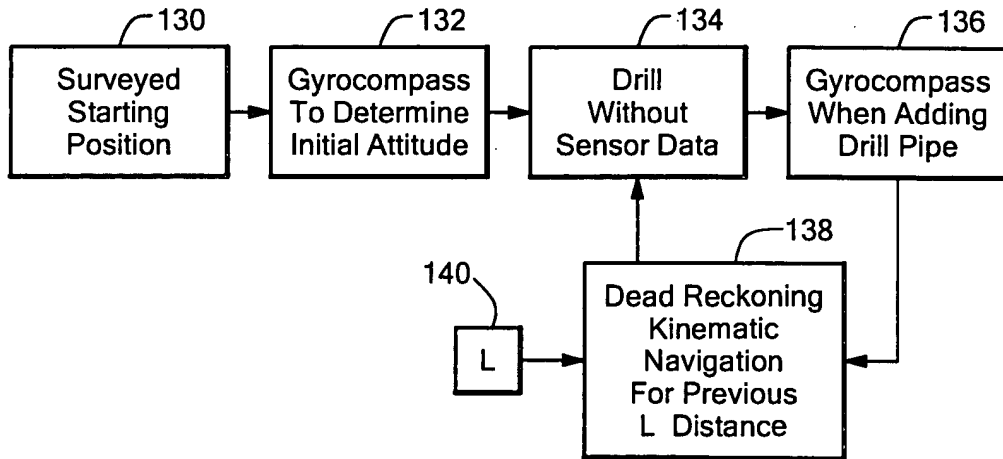 130
Surveyed
Starting
Position
132
Gyrocompass
To Determine
Initial Attitude
134
Drill
Without
Sensor Data
136
Gyrocompass
When Adding
Drill Pipe
138
Dead Reckoning
Kinematic
Navigation
For Previous
L Distance
140
L